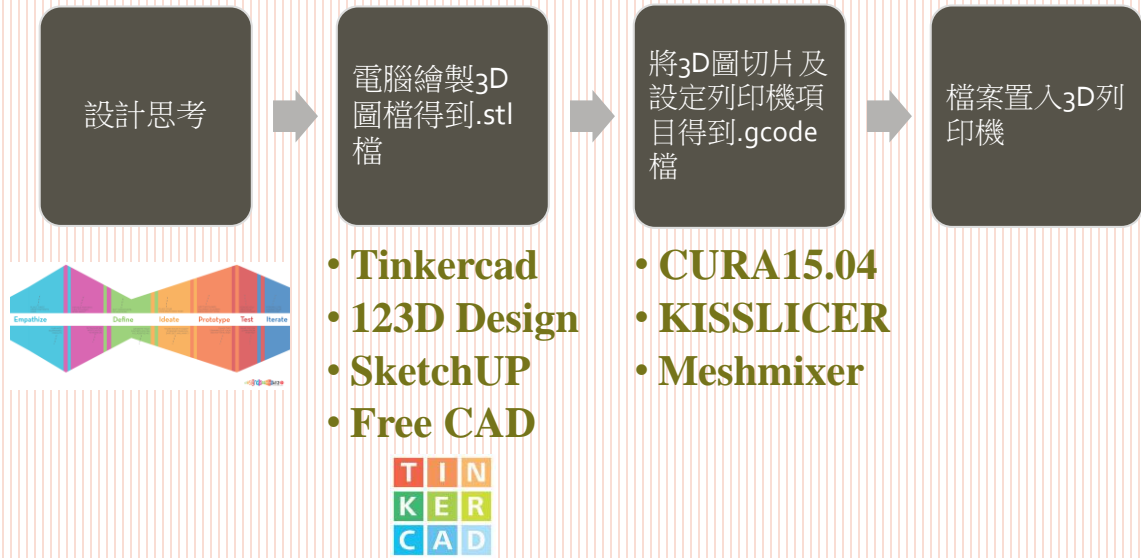 設計思考
電腦繪製3D
圖檔得到.stl
檔
將3D圖切片及
設定列印機項
目得到.gcode
檔
檔案置入3D列
印機
Empathize
Define
Ideate
Prototype
Test
Iterate
• Tinkercad
• 123D Design
• SketchUP
• Free CAD
TIN
KER
CAD
• CURA15.04
• KISSLICER
• Meshmixer